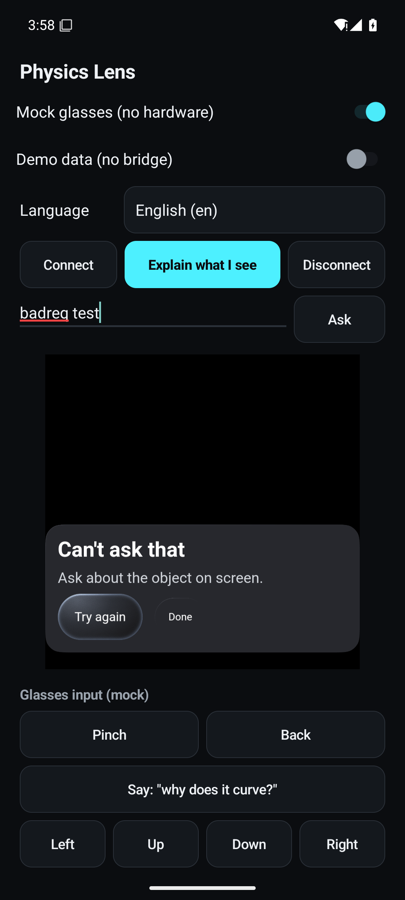 3:58
Physics Lens
Mock glasses (no hardware)
Demo data (no bridge)
Language
English (en)
Connect
Explain what I see
Disconnect
badreq test
Ask
Can't ask that
Ask about the object on screen.
Try again
Done
Glasses input (mock)
Pinch
Back
Say: "why does it curve?"
Left
Up
Down
Right